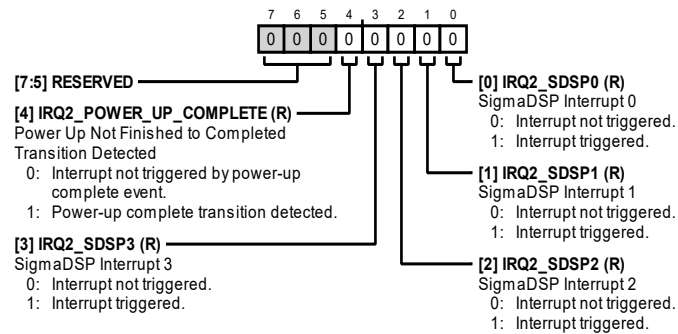 7 6 5 4 3 2 1 0
0 0 0 0 0 0 0 0
[7:5] RESERVED
[4] IRQ2_POWER_UP_COMPLETE (R)
Power Up Not Finished to Completed
Transition Detected
0: Interrupt not triggered by power-up
complete event.
1: Power-up complete transition detected.
[3] IRQ2_SDSP3 (R)
SigmaDSP Interrupt 3
0: Interrupt not triggered.
1: Interrupt triggered.
[0] IRQ2_SDSP0 (R)
SigmaDSP Interrupt 0
0: Interrupt not triggered.
1: Interrupt triggered.
[1] IRQ2_SDSP1 (R)
SigmaDSP Interrupt 1
0: Interrupt not triggered.
1: Interrupt triggered.
[2] IRQ2_SDSP2 (R)
SigmaDSP Interrupt 2
0: Interrupt not triggered.
1: Interrupt triggered.